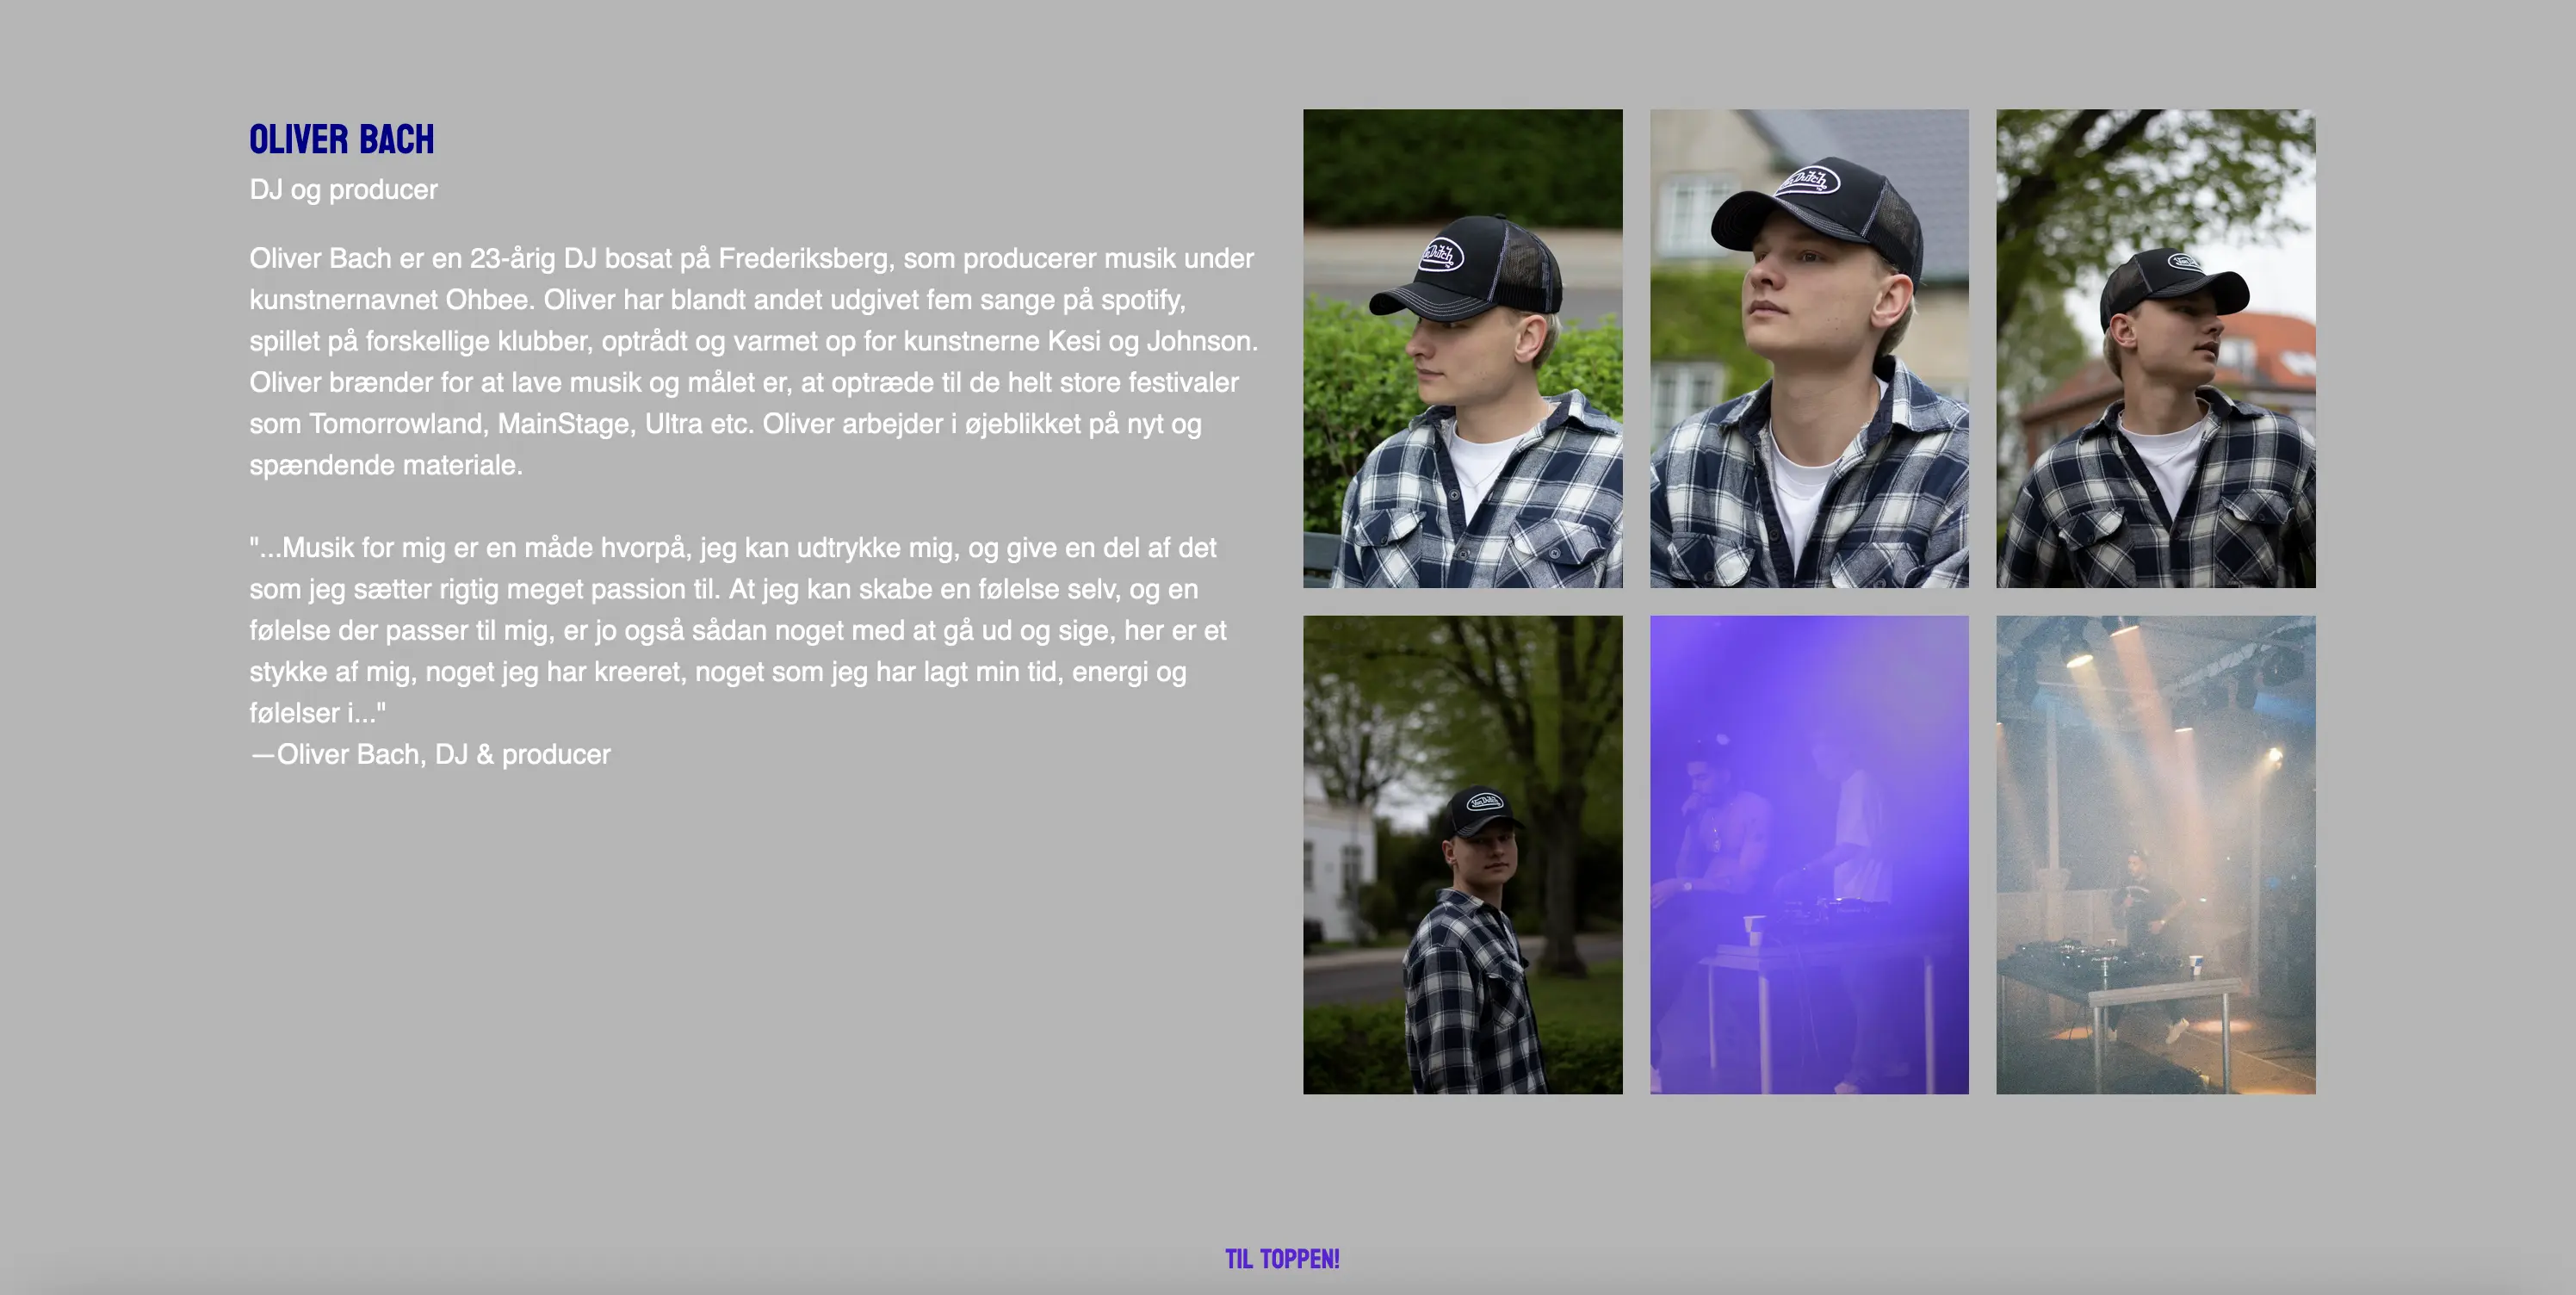 OLIVER BACH
DJ og producer
Oliver Bach er en 23-årig DJ bosat på Frederiksberg, som producerer musik under
kunstnernavnet Ohbee. Oliver har blandt andet udgivet fem sange på spotify,
spillet på forskellige klubber, optrådt og varmet op for kunstnerne Kesi og Johnson.
Oliver brænder for at lave musik og målet er, at optræde til de helt store festivaler
som Tomorrowland, MainStage, Ultra etc. Oliver arbejder i øjeblikket på nyt og
spændende materiale.
"...Musik for mig er en måde hvorpå, jeg kan udtrykke mig, og give en del af det
som jeg sætter rigtig meget passion til. At jeg kan skabe en følelse selv, og en
følelse der passer til mig, er jo også sådan noget med at gå ud og sige, her er et
stykke af mig, noget jeg har kreeret, noget som jeg har lagt min tid, energi og
følelser i..."
—Oliver Bach, DJ & producer
Dutch
Dutch
Von Dutch
TIL TOPPEN!